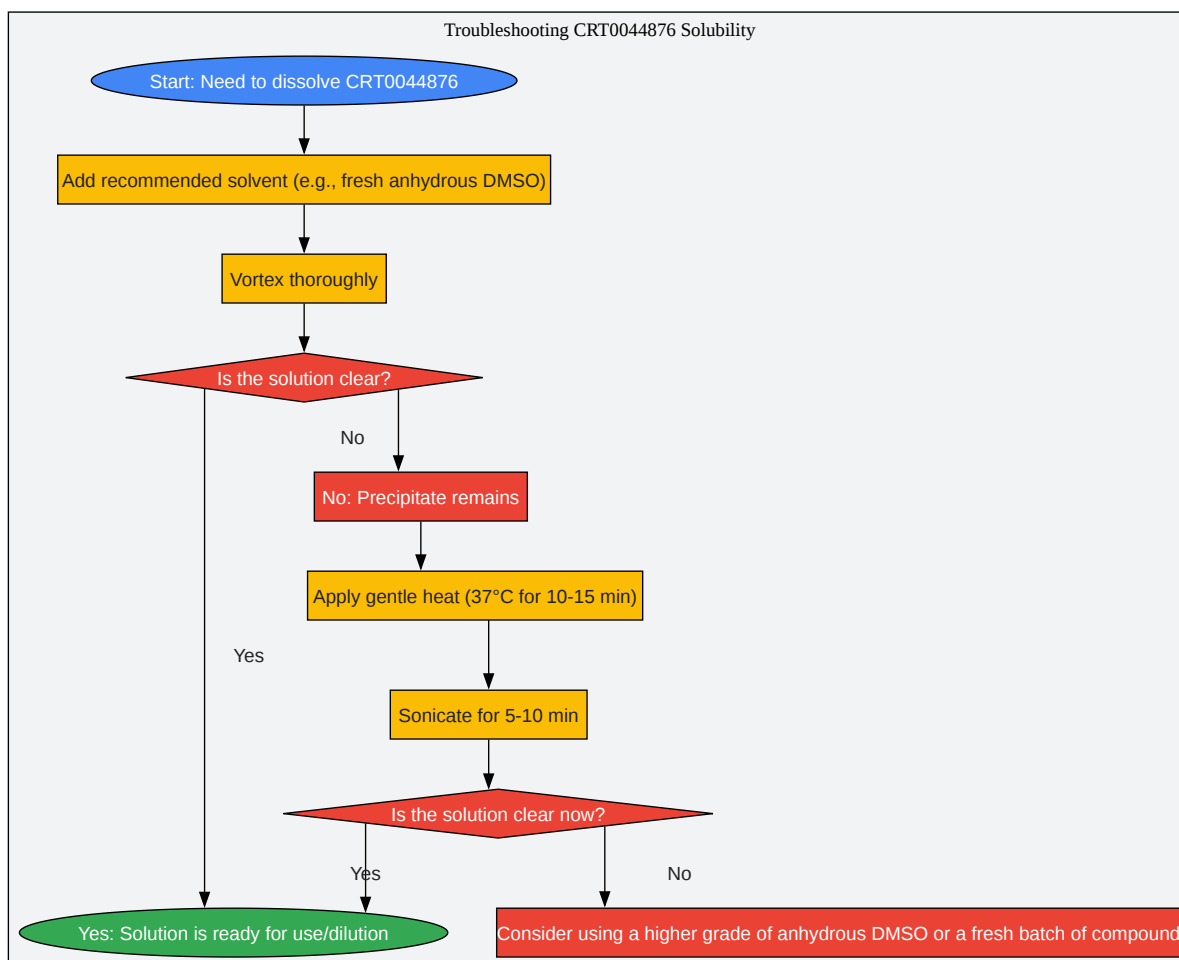 Troubleshooting CRT0044876 Solubility
Start: Need to dissolve CRT0044876
Add recommended solvent (e.g., fresh anhydrous DMSO)
Vortex thoroughly
Is the solution clear?
No
No: Precipitate remains
Apply gentle heat (37°C for 10-15 min)
Yes
Sonicate for 5-10 min
Is the solution clear now?
Yes
No
Yes: Solution is ready for use/dilution
Consider using a higher grade of anhydrous DMSO or a fresh batch of compound